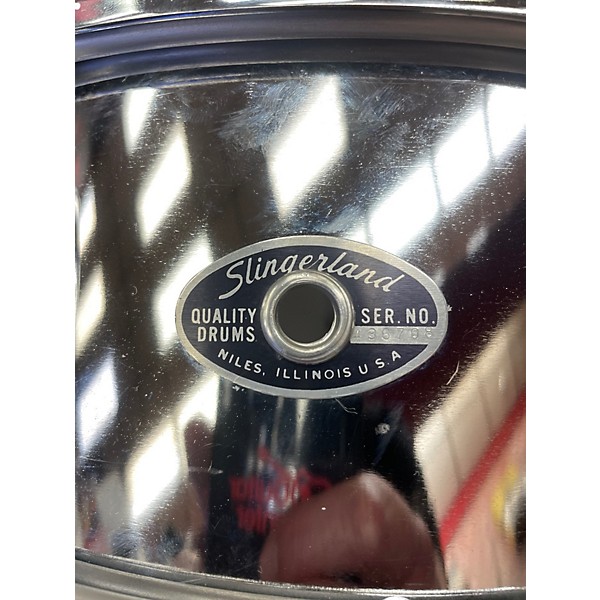 Slingerland
QUALITY SER. NO.
DRUMS
NILES, ILLINOIS U.S.A